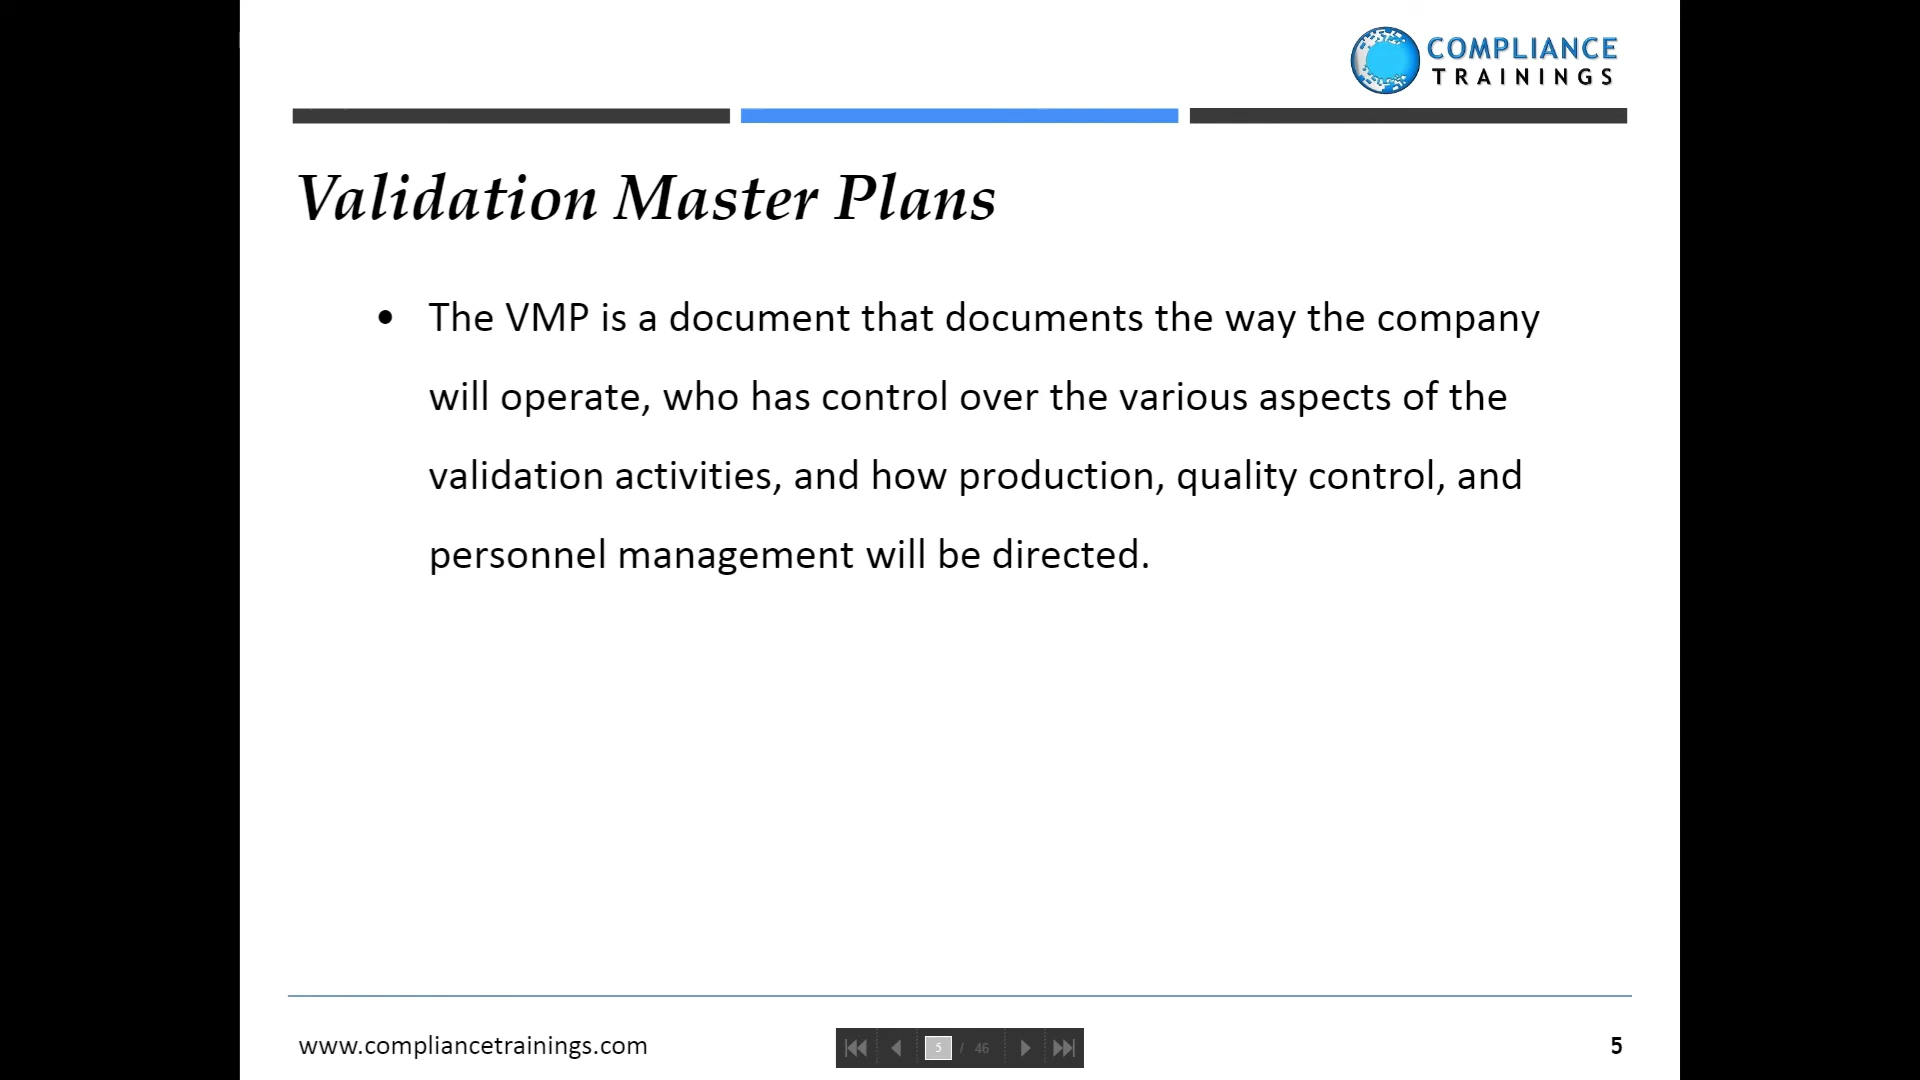 COMPLIANCE
TRAININGS
Validation Master Plans
• The VMP is a document that documents the way the company
will operate, who has control over the various aspects of the
validation activities, and how production, quality control, and
personnel management will be directed.
www.compliancetrainings.com
5 / 46
5